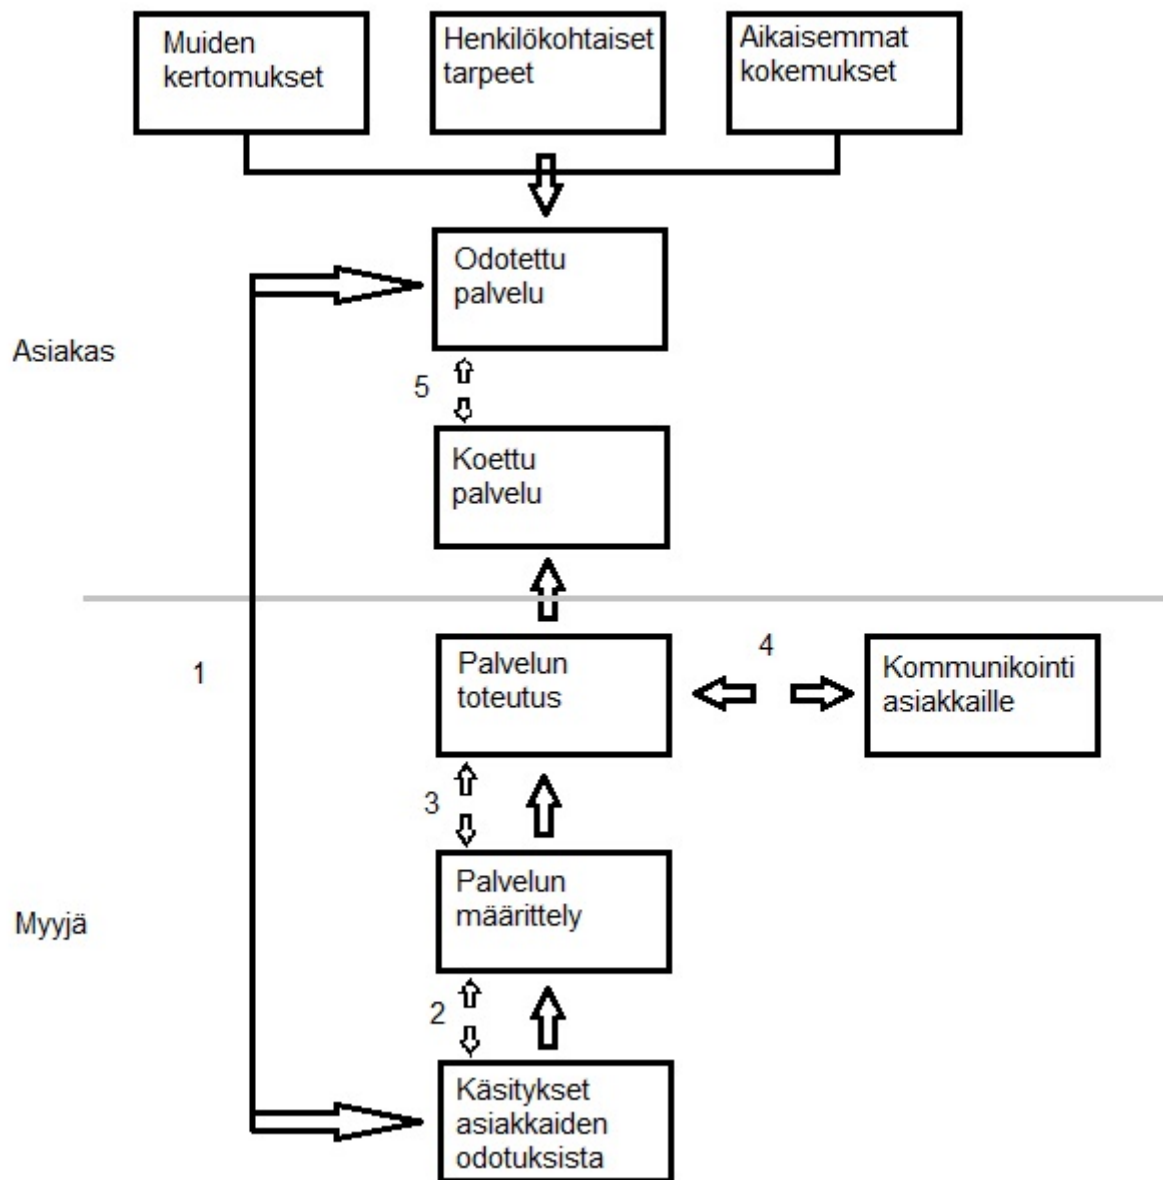 Muiden
kertomukset
Henkilökohtaiset
tarpeet
Aikaisemmat
kokemukset
Odotettu
palvelu
Asiakas
5
Koettu
palvelu
1
Palvelun
toteutus
4
Kommunikointi
asiakkaille
3
Palvelun
määrittely
Myyjä
2
Käsitykset
asiakkaiden
odotuksista